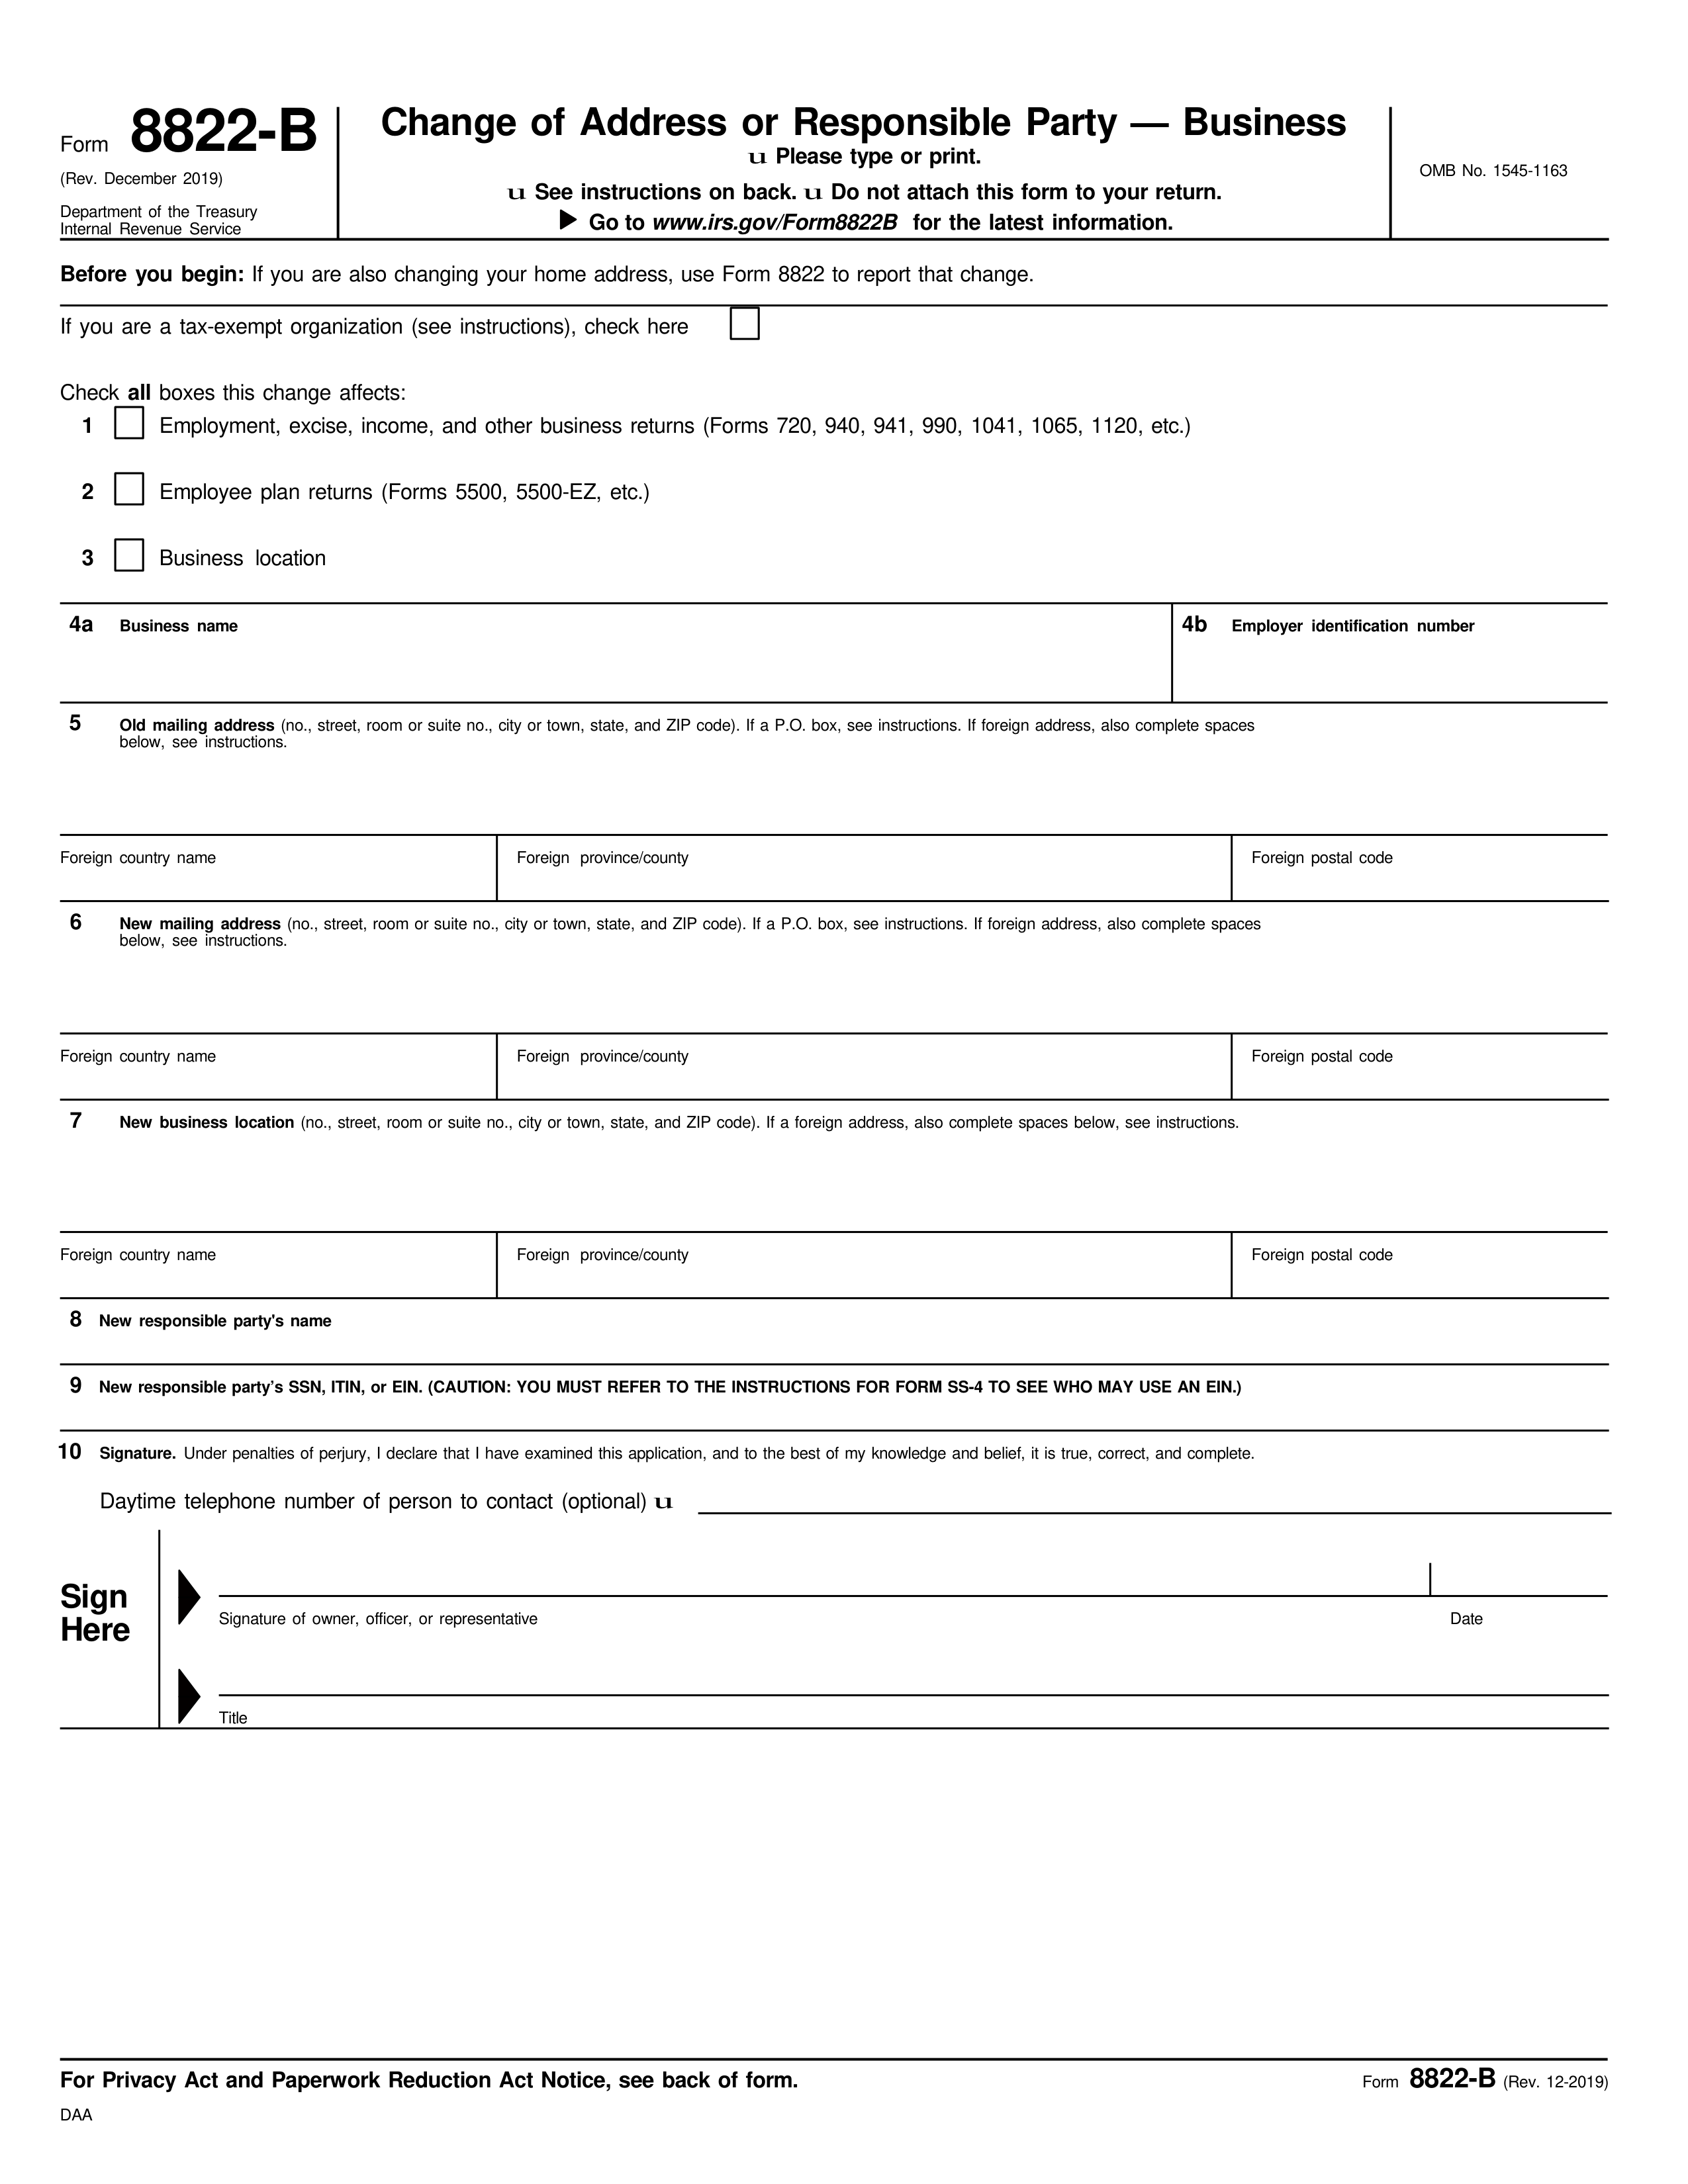 Form 8822-B
(Rev. December 2019)
Department of the Treasury
Internal Revenue Service
Change of Address or Responsible Party — Business
u Please type or print.
u See instructions on back. u Do not attach this form to your return.
▶ Go to www.irs.gov/Form8822B for the latest information.
OMB No. 1545-1163
Before you begin: If you are also changing your home address, use Form 8822 to report that change.
If you are a tax-exempt organization (see instructions), check here
Check all boxes this change affects:
1 Employment, excise, income, and other business returns (Forms 720, 940, 941, 990, 1041, 1065, 1120, etc.)
2 Employee plan returns (Forms 5500, 5500-EZ, etc.)
3 Business location
4a Business name
4b Employer identification number
5 Old mailing address (no., street, room or suite no., city or town, state, and ZIP code). If a P.O. box, see instructions. If foreign address, also complete spaces
below, see instructions.
Foreign country name
Foreign province/county
Foreign postal code
6 New mailing address (no., street, room or suite no., city or town, state, and ZIP code). If a P.O. box, see instructions. If foreign address, also complete spaces
below, see instructions.
Foreign country name
Foreign province/county
Foreign postal code
7 New business location (no., street, room or suite no., city or town, state, and ZIP code). If a foreign address, also complete spaces below, see instructions.
Foreign country name
Foreign province/county
Foreign postal code
8 New responsible party's name
9 New responsible party’s SSN, ITIN, or EIN. (CAUTION: YOU MUST REFER TO THE INSTRUCTIONS FOR FORM SS-4 TO SEE WHO MAY USE AN EIN.)
10 Signature. Under penalties of perjury, I declare that I have examined this application, and to the best of my knowledge and belief, it is true, correct, and complete.
Daytime telephone number of person to contact (optional) u
Sign
Here
Signature of owner, officer, or representative
Date
Title
For Privacy Act and Paperwork Reduction Act Notice, see back of form.
Form 8822-B (Rev. 12-2019)
DAA